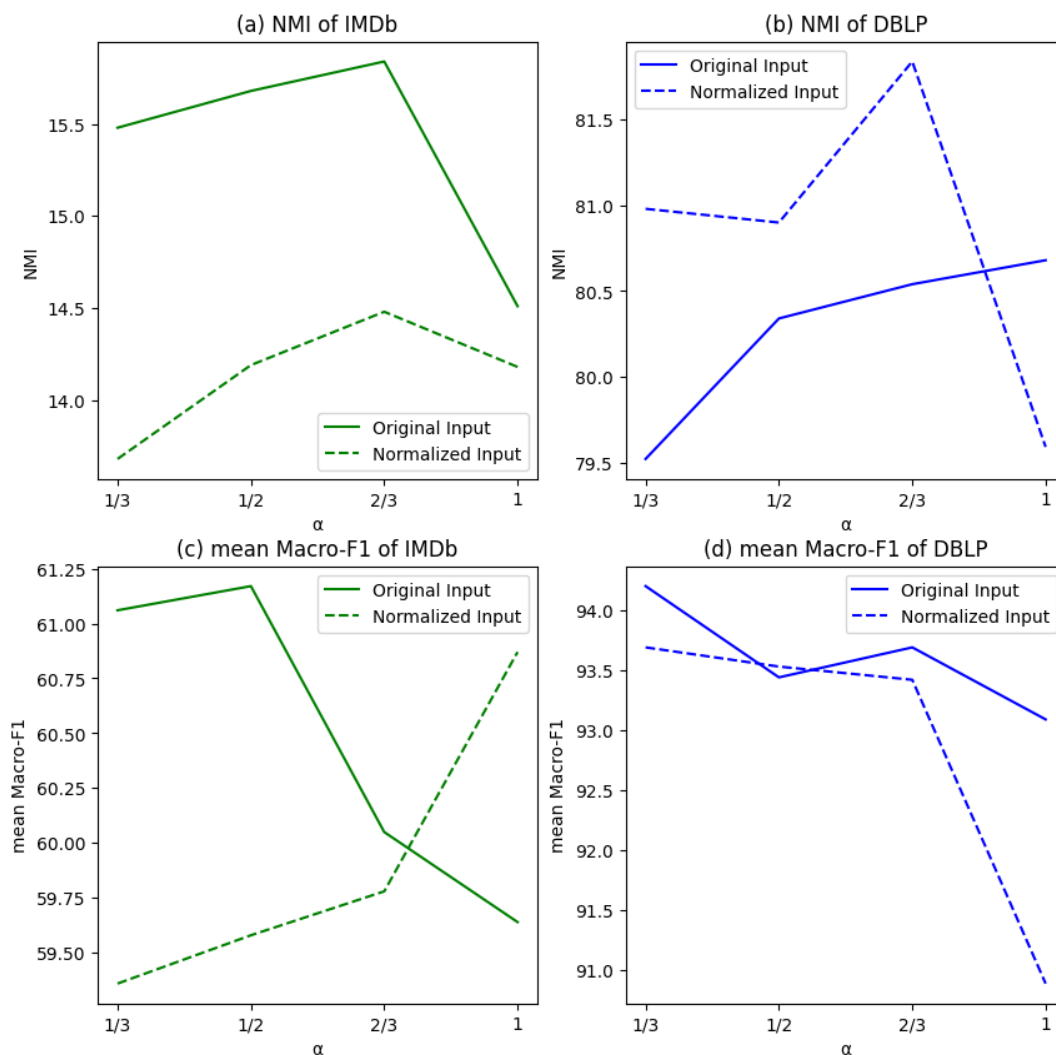 (a) NMI of IMDb
NMI
15.5
15.0
14.5
14.0
Original Input
Normalized Input
1/3 1/2 2/3 1
α
(b) NMI of DBLP
Original Input
Normalized Input
NMI
81.5
81.0
80.5
80.0
79.5
1/3 1/2 2/3 1
α
(c) mean Macro-F1 of IMDb
Original Input
Normalized Input
mean Macro-F1
61.25
61.00
60.75
60.50
60.25
60.00
59.75
59.50
1/3 1/2 2/3 1
α
(d) mean Macro-F1 of DBLP
Original Input
Normalized Input
mean Macro-F1
94.0
93.5
93.0
92.5
92.0
91.5
91.0
1/3 1/2 2/3 1
α